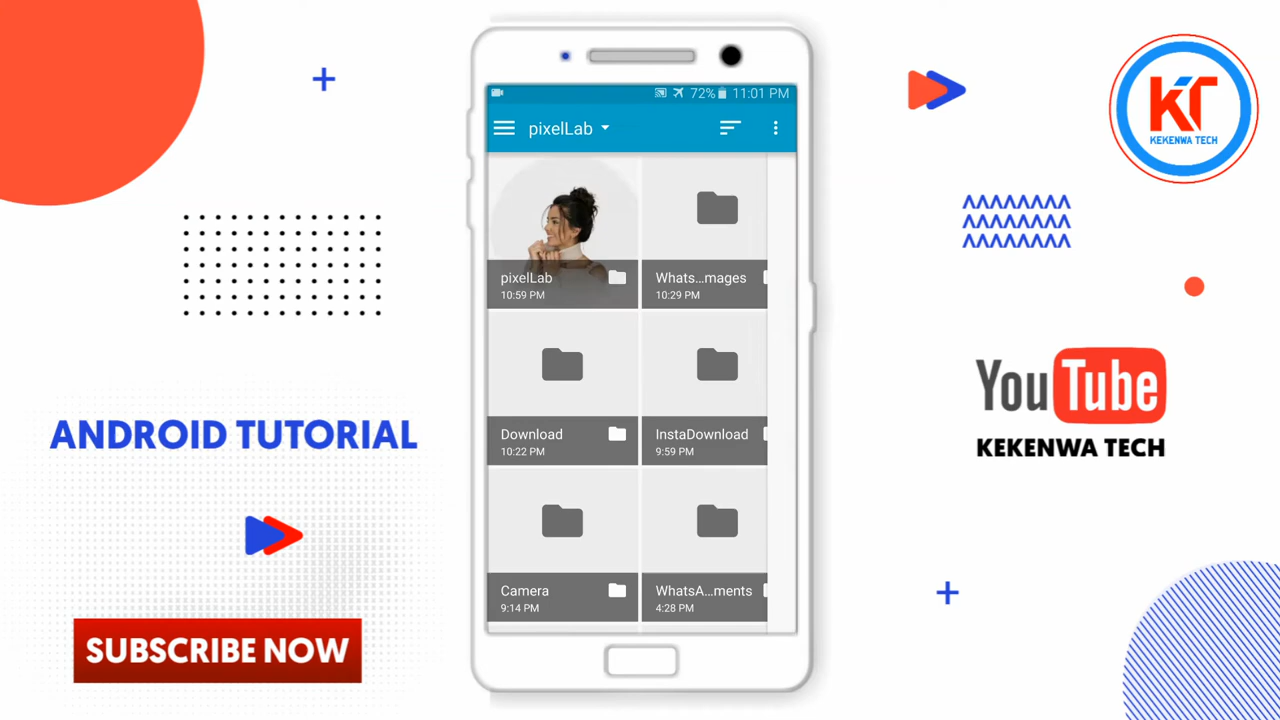 72% 11:01 PM
pixelLab
pixelLab
10:59 PM
Whats...mages
10:29 PM
Download
10:22 PM
InstaDownload
9:59 PM
Camera
9:14 PM
WhatsA...ments
4:28 PM
ANDROID TUTORIAL
SUBSCRIBE NOW
KT
KEKENWA TECH
YouTube
KEKENWA TECH